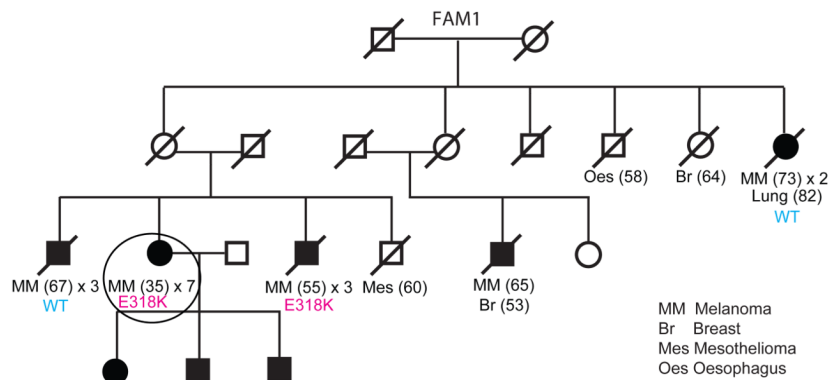 FAM1
Oes (58)
Br (64)
MM (73) x 2
Lung (82)
WT
MM (67) x 3
WT
MM (35) x 7
E318K
MM (55) x 3
E318K
Mes (60)
MM (65)
Br (53)
MM Melanoma
Br Breast
Mes Mesothelioma
Oes Oesophagus